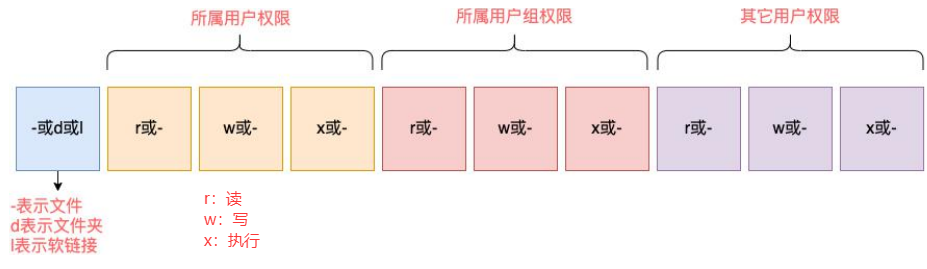 所属用户权限
所属用户组权限
其它用户权限
-或d或l
r或-
w或-
x或-
r或-
w或-
x或-
r或-
w或-
x或-
-表示文件
d表示文件夹
l表示软链接
r：读
w：写
x：执行